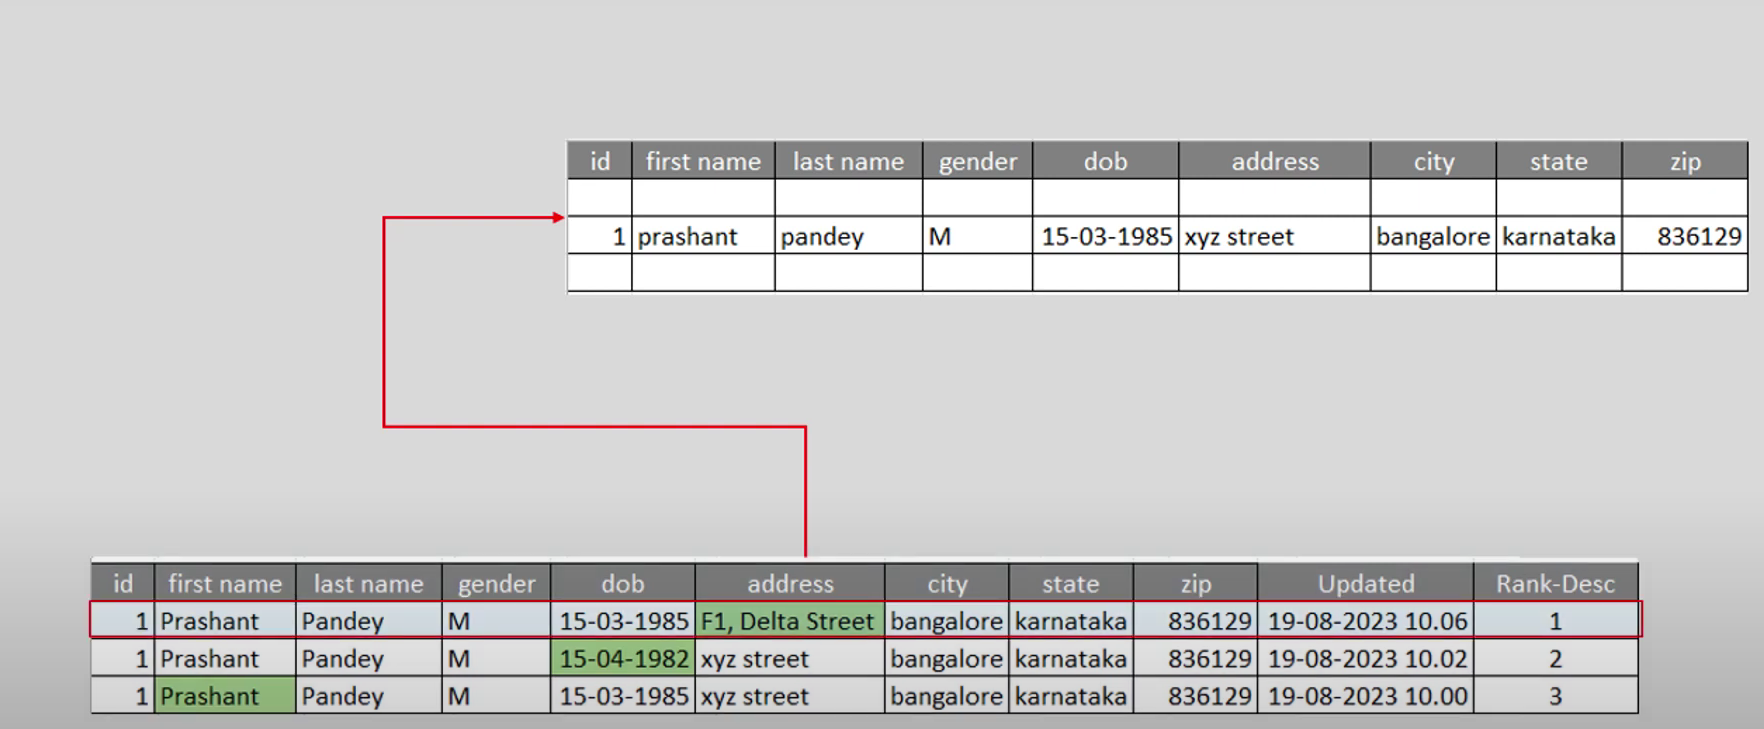 id first name last name gender dob address city state zip
1 prashant pandey M 15-03-1985 xyz street bangalore karnataka 836129
id first name last name gender dob address city state zip Updated Rank-Desc
1 Prashant Pandey M 15-03-1985 F1, Delta Street bangalore karnataka 836129 19-08-2023 10.06 1
1 Prashant Pandey M 15-04-1982 xyz street bangalore karnataka 836129 19-08-2023 10.02 2
1 Prashant Pandey M 15-03-1985 xyz street bangalore karnataka 836129 19-08-2023 10.00 3